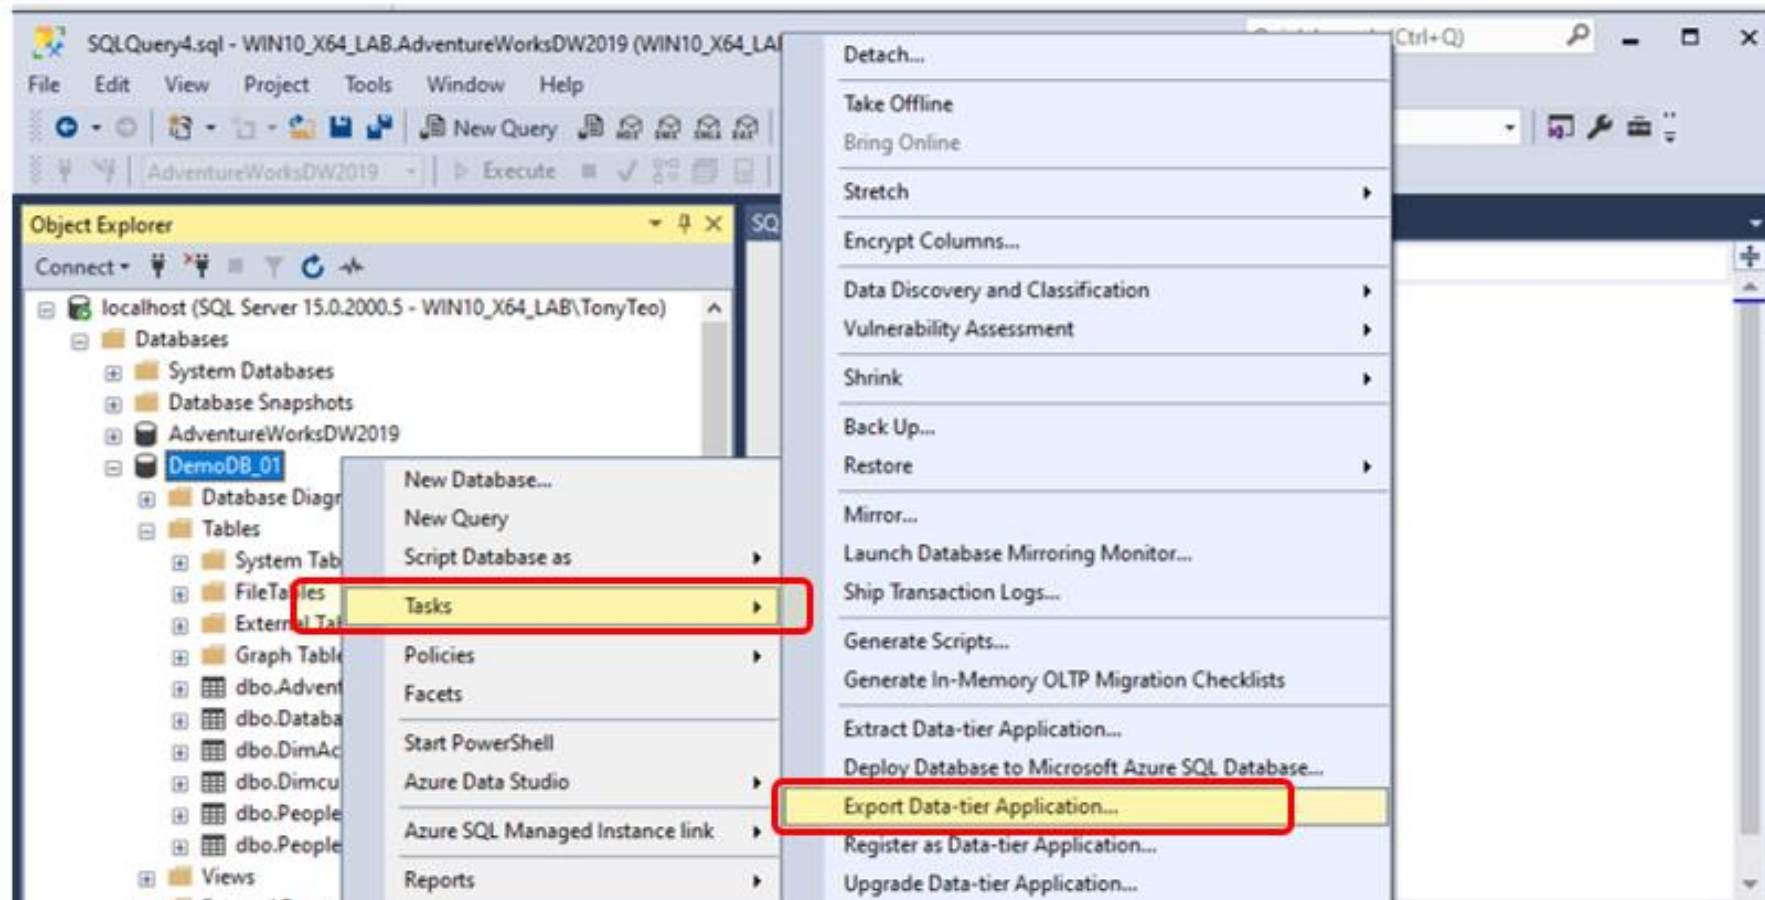 SQLQuery4.sql - WIN10_X64_LAB.AdventureWorksDW2019 (WIN10_X64_LA
(Ctrl+Q)
File Edit View Project Tools Window Help
New Query
AdventureWorksDW2019 Execute
Object Explorer
SQ
Connect
localhost (SQL Server 15.0.2000.5 - WIN10_X64_LAB\TonyTeo)
Databases
System Databases
Database Snapshots
AdventureWorksDW2019
DemoDB_01
Database Diagr
Tables
System Tab
FileTables
External Tab
Graph Table
dbo.Advent
dbo.Databa
dbo.DimAc
dbo.Dimcu
dbo.People
dbo.People
Views
New Database...
New Query
Script Database as
Tasks
Policies
Facets
Start PowerShell
Azure Data Studio
Azure SQL Managed Instance link
Reports
Detach...
Take Offline
Bring Online
Stretch
Encrypt Columns...
Data Discovery and Classification
Vulnerability Assessment
Shrink
Back Up...
Restore
Mirror...
Launch Database Mirroring Monitor...
Ship Transaction Logs...
Generate Scripts...
Generate In-Memory OLTP Migration Checklists
Extract Data-tier Application...
Deploy Database to Microsoft Azure SQL Database...
Export Data-tier Application...
Register as Data-tier Application...
Upgrade Data-tier Application...